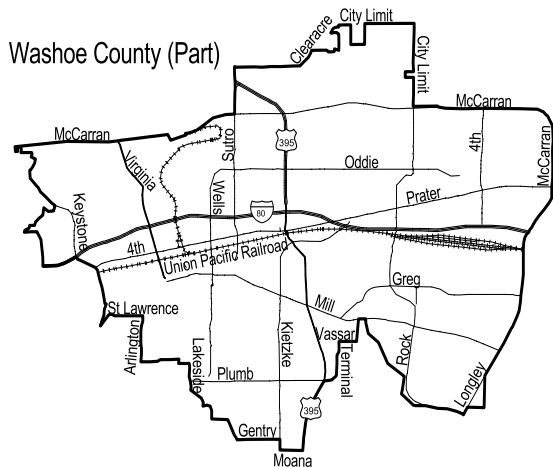 City Limit
Clearacre
Washoe County (Part)
City Limit
McCarran
McCarran
395
Sutro
4th
McCarran
Virginia
Oddie
Keystone
Wells
Prater
80
4th
Union Pacific Railroad
Greg
Mill
St Lawrence
Arlington
Kietzke
Vassar
Terminal
Rock
Lakeside
Plumb
Longley
395
Gentry
Moana